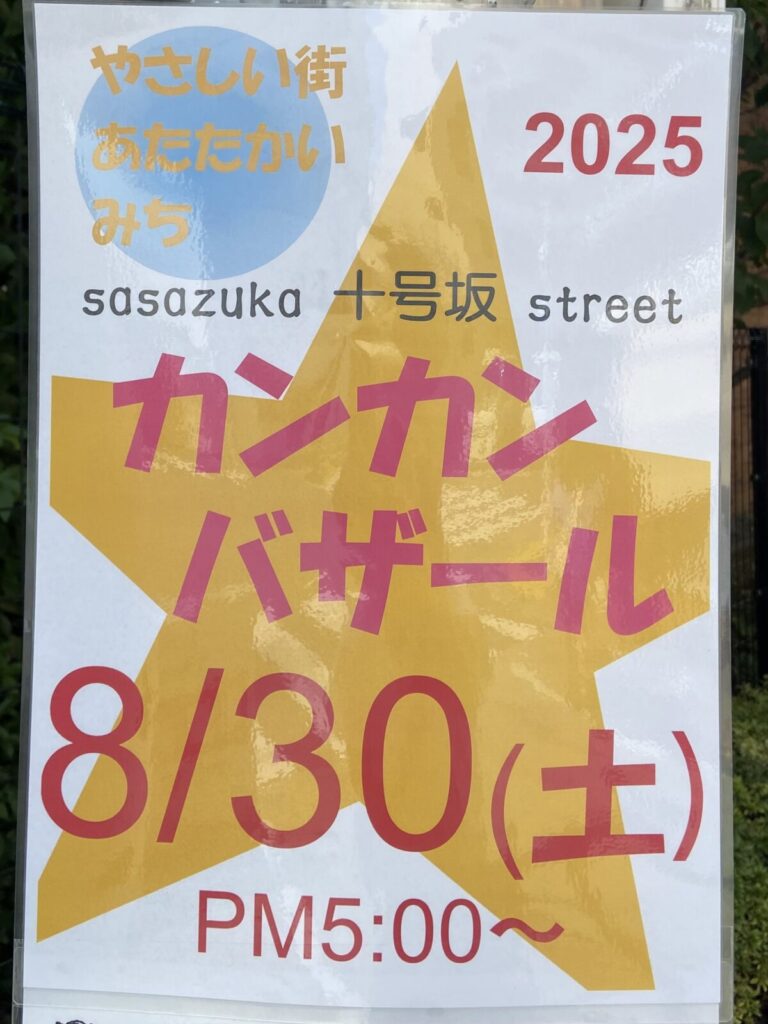 やさしい街
あたたかい
みち
2025
sasazuka 十号坂 street
カンカン
バザール
8/30(土)
PM5:00〜